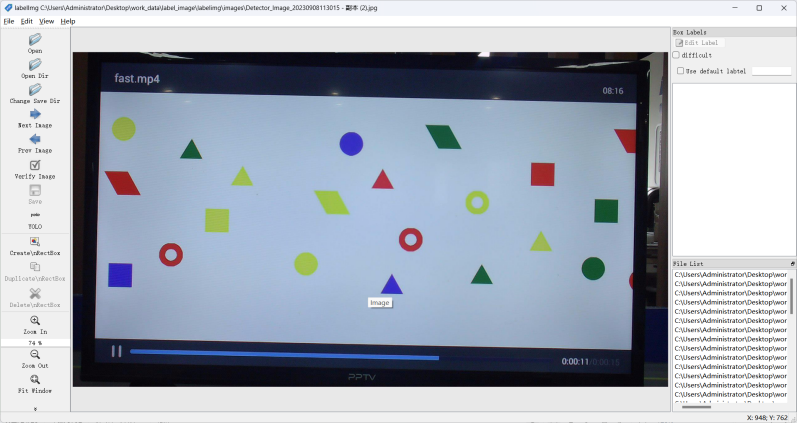 labelImg C:\Users\Administrator\Desktop\work_data\label_image\labelimg\images\Detector_Image_20230908113015 - 副本 (2).jpg
File Edit View Help
Open
Open Dir
Change Save Dir
Next Image
Prev Image
Verify Image
Save
YOLO
Create\nRectBox
Duplicate\nRectBox
Delete\nRectBox
Zoom In
74 %
Zoom Out
Fit Window
fast.mp4
08:16
Image
0:00:11/0:00:15
PPTV
Box Labels
Edit Label
difficult
Use default label
File List
C:\Users\Administrator\Desktop\wor
C:\Users\Administrator\Desktop\wor
C:\Users\Administrator\Desktop\wor
C:\Users\Administrator\Desktop\wor
C:\Users\Administrator\Desktop\wor
C:\Users\Administrator\Desktop\wor
C:\Users\Administrator\Desktop\wor
C:\Users\Administrator\Desktop\wor
C:\Users\Administrator\Desktop\wor
C:\Users\Administrator\Desktop\wor
C:\Users\Administrator\Desktop\wor
C:\Users\Administrator\Desktop\wor
C:\Users\Administrator\Desktop\wor
C:\Users\Administrator\Desktop\wor
X: 948; Y: 762